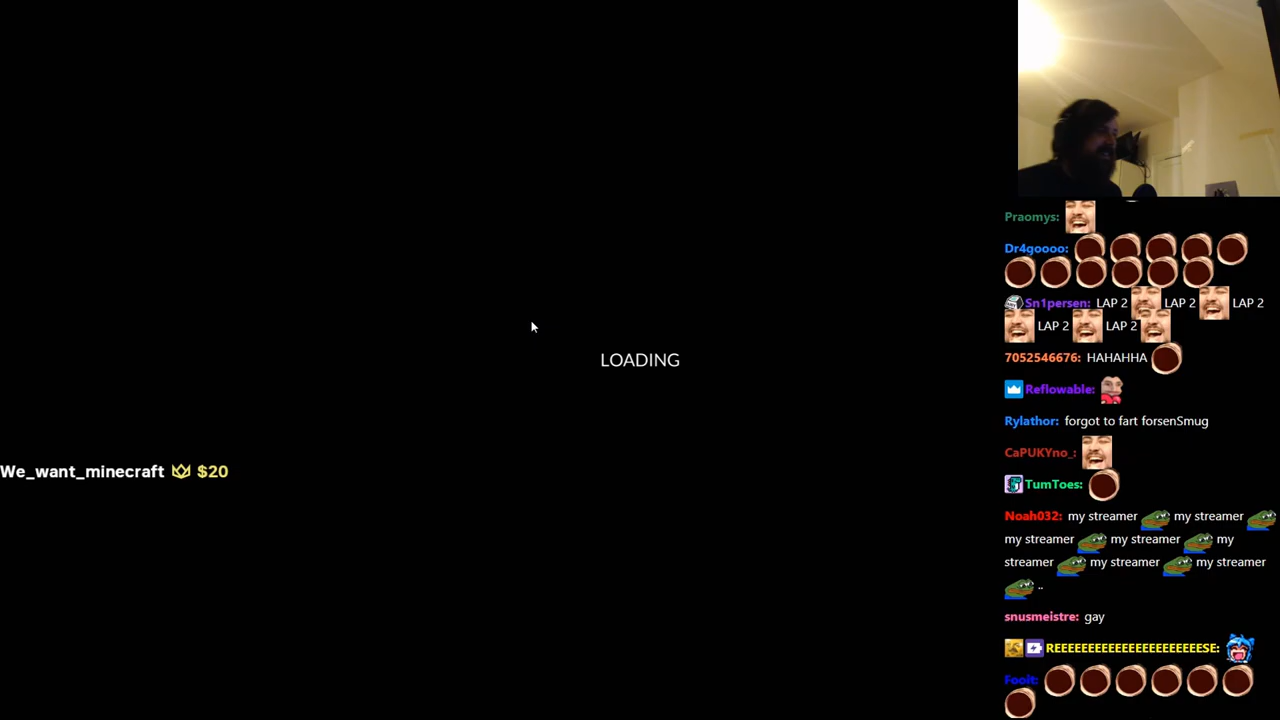 LOADING
We_want_minecraft $20
Praomys:
Dr4goooo:
Sn1persen: LAP 2 LAP 2 LAP 2
LAP 2 LAP 2
7052546676: HAHAHHA
Reflowable:
Rylathor: forgot to fart forsenSmug
CaPUKYno_:
TumToes:
Noah032: my streamer my streamer
my streamer my streamer my
streamer my streamer my streamer
..
snusmeistre: gay
REEEEEEEEEEEEEEEEEEEEEESE:
Fooit: